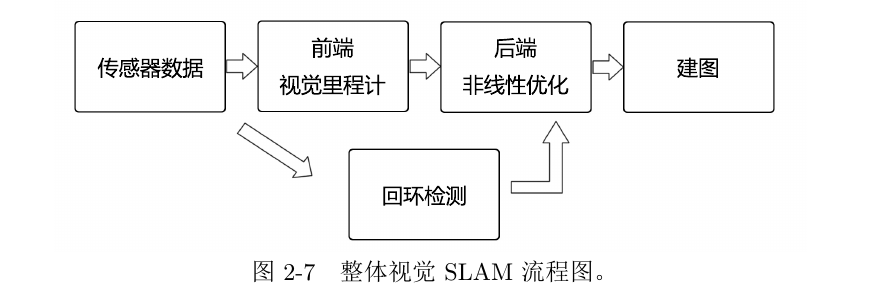 传感器数据
前端
视觉里程计
后端
非线性优化
建图
回环检测
图 2-7 整体视觉 SLAM 流程图。